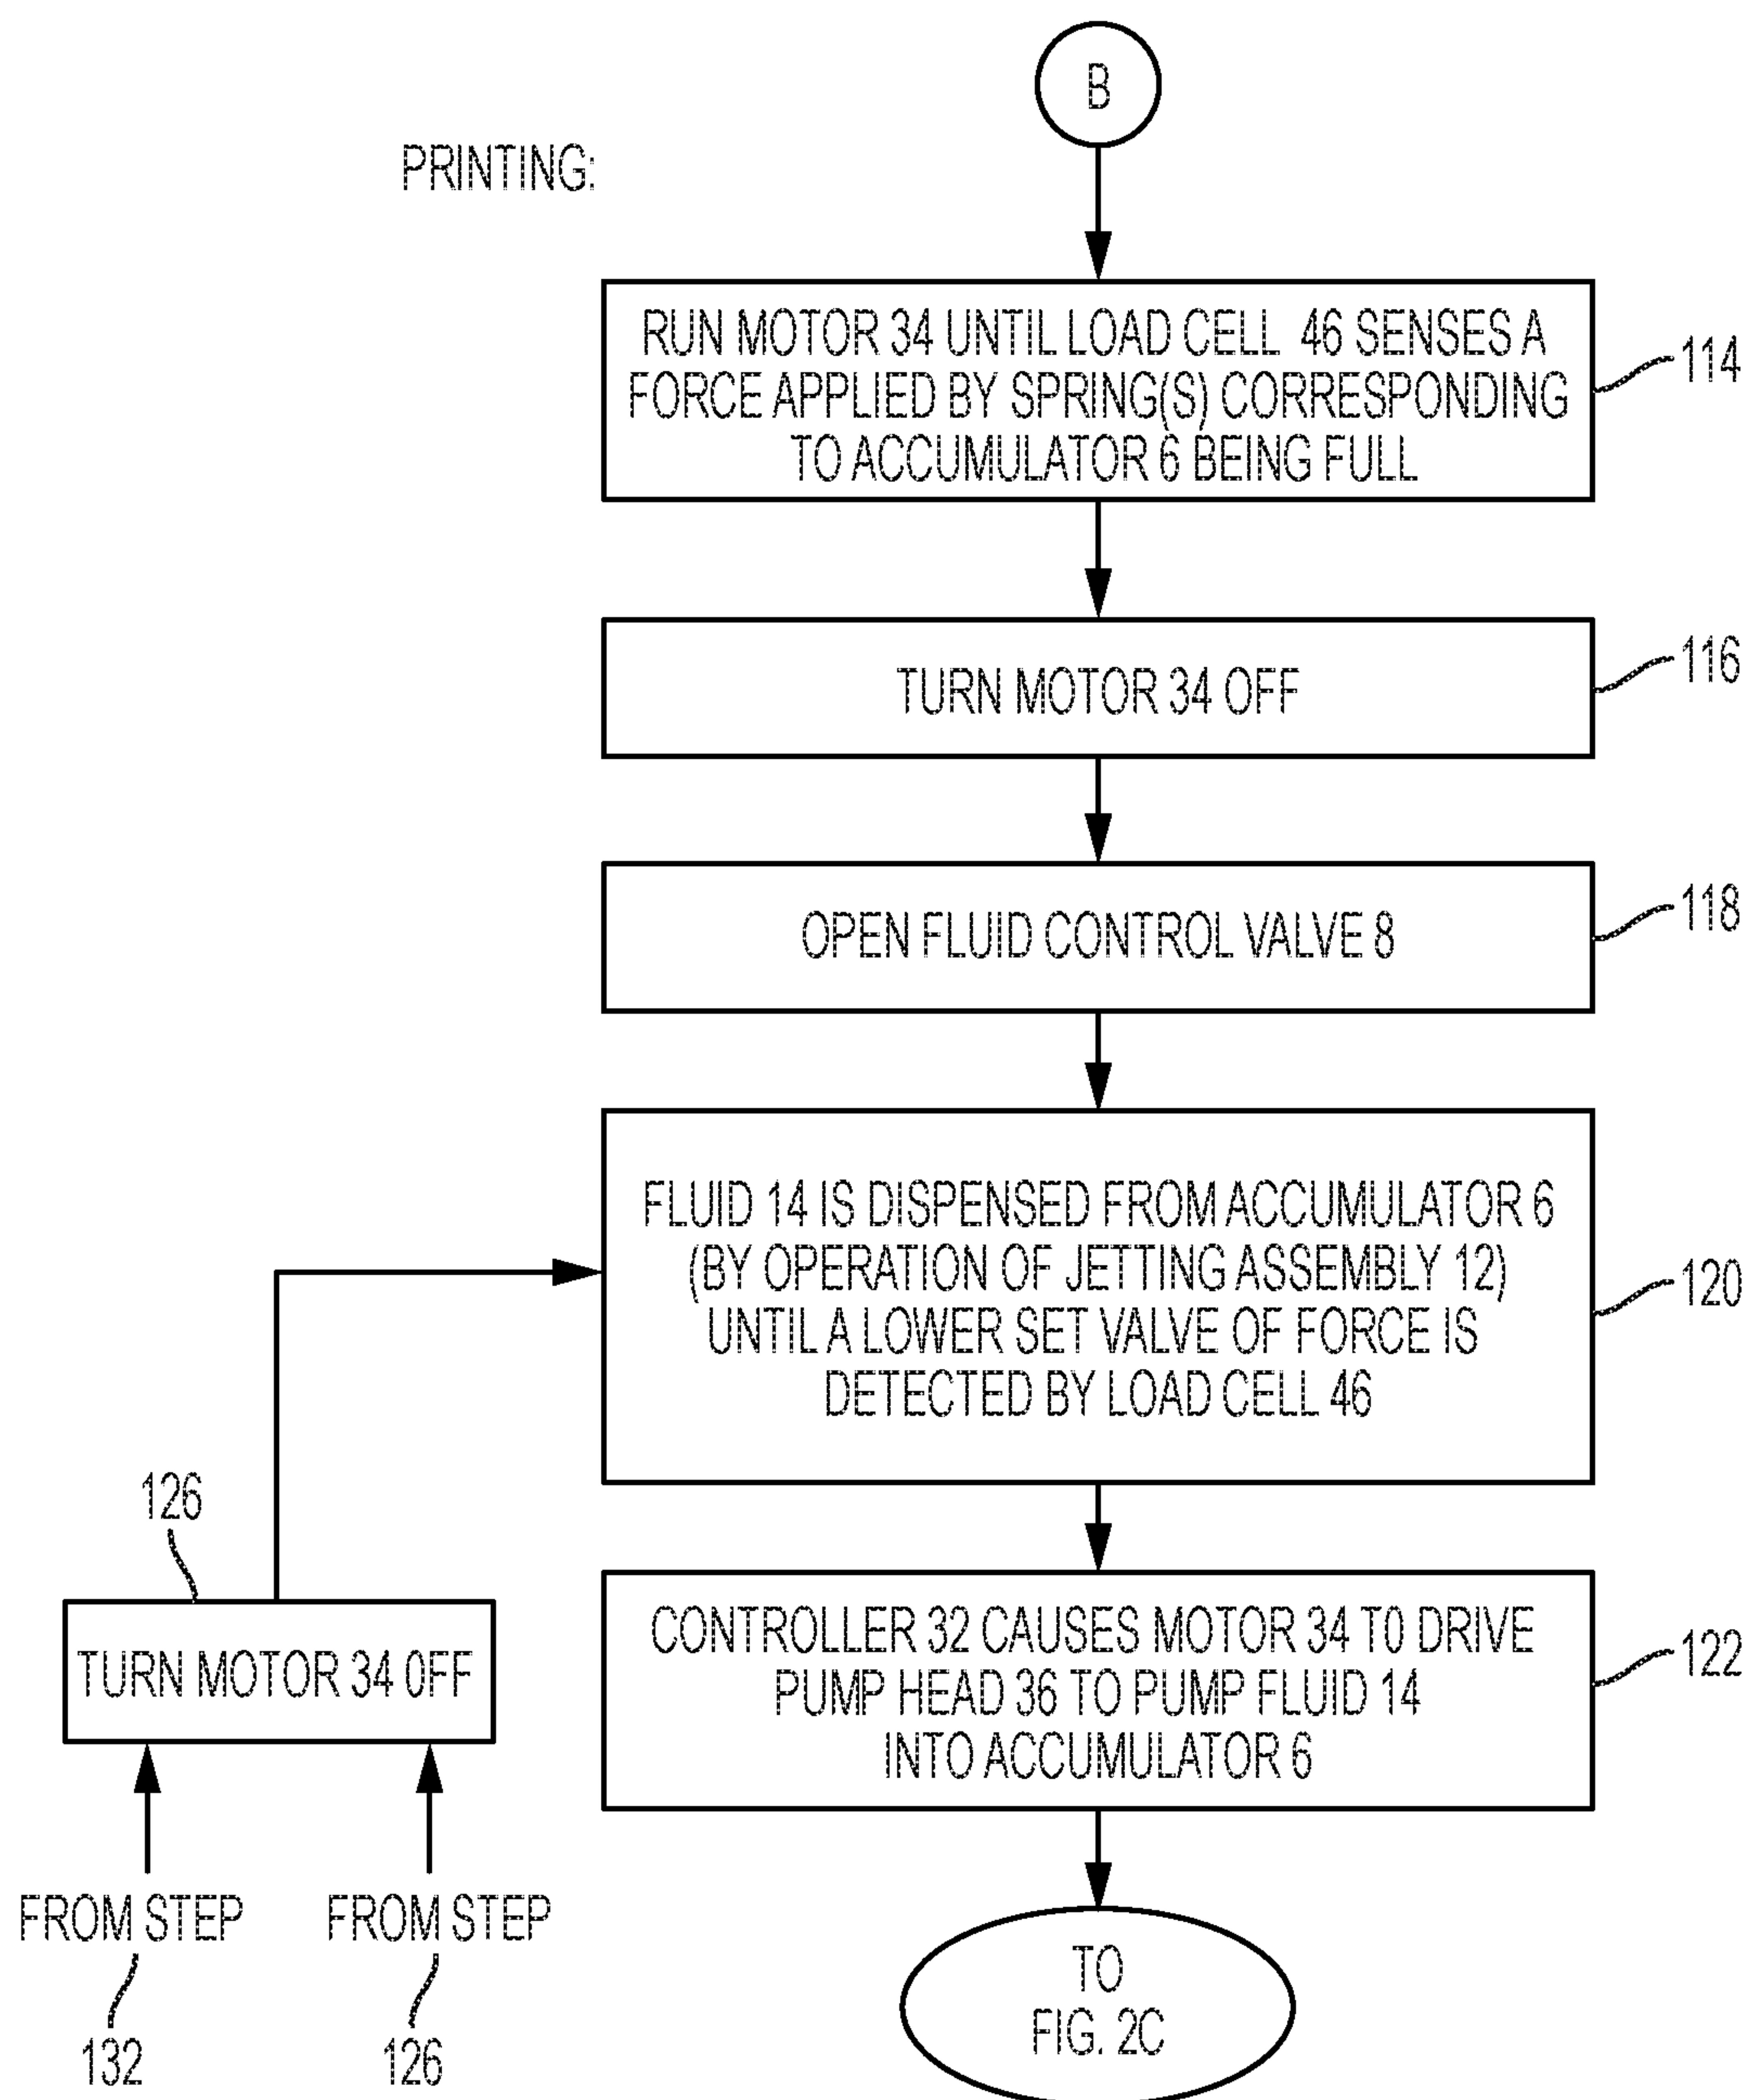 B
PRINTING:
RUN MOTOR 34 UNTIL LOAD CELL 46 SENSES A
FORCE APPLIED BY SPRING(S) CORRESPONDING
TO ACCUMULATOR 6 BEING FULL
114
TURN MOTOR 34 OFF
116
OPEN FLUID CONTROL VALVE 8
118
FLUID 14 IS DISPENSED FROM ACCUMULATOR 6
(BY OPERATION OF JETTING ASSEMBLY 12)
UNTIL A LOWER SET VALVE OF FORCE IS
DETECTED BY LOAD CELL 46
120
126
TURN MOTOR 34 OFF
CONTROLLER 32 CAUSES MOTOR 34 TO DRIVE
PUMP HEAD 36 TO PUMP FLUID 14
INTO ACCUMULATOR 6
122
FROM STEP
132
FROM STEP
126
TO
FIG. 2C